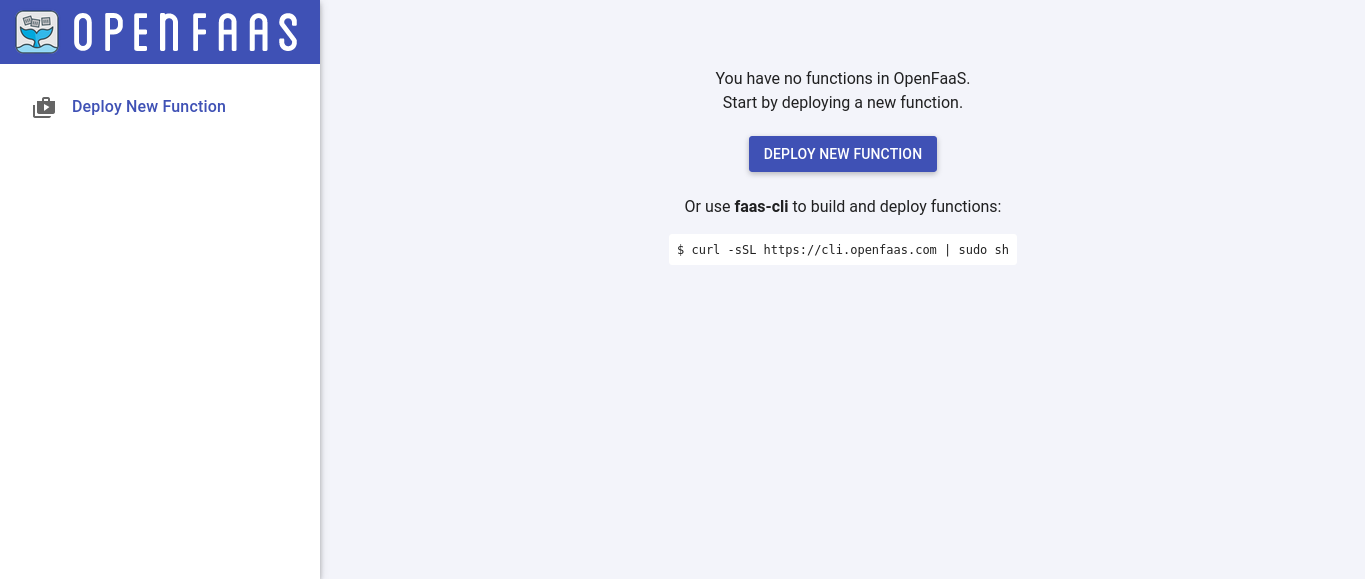 OPENFAAS
Deploy New Function
You have no functions in OpenFaaS.
Start by deploying a new function.
DEPLOY NEW FUNCTION
Or use faas-cli to build and deploy functions:
$ curl -sSL https://cli.openfaas.com | sudo sh